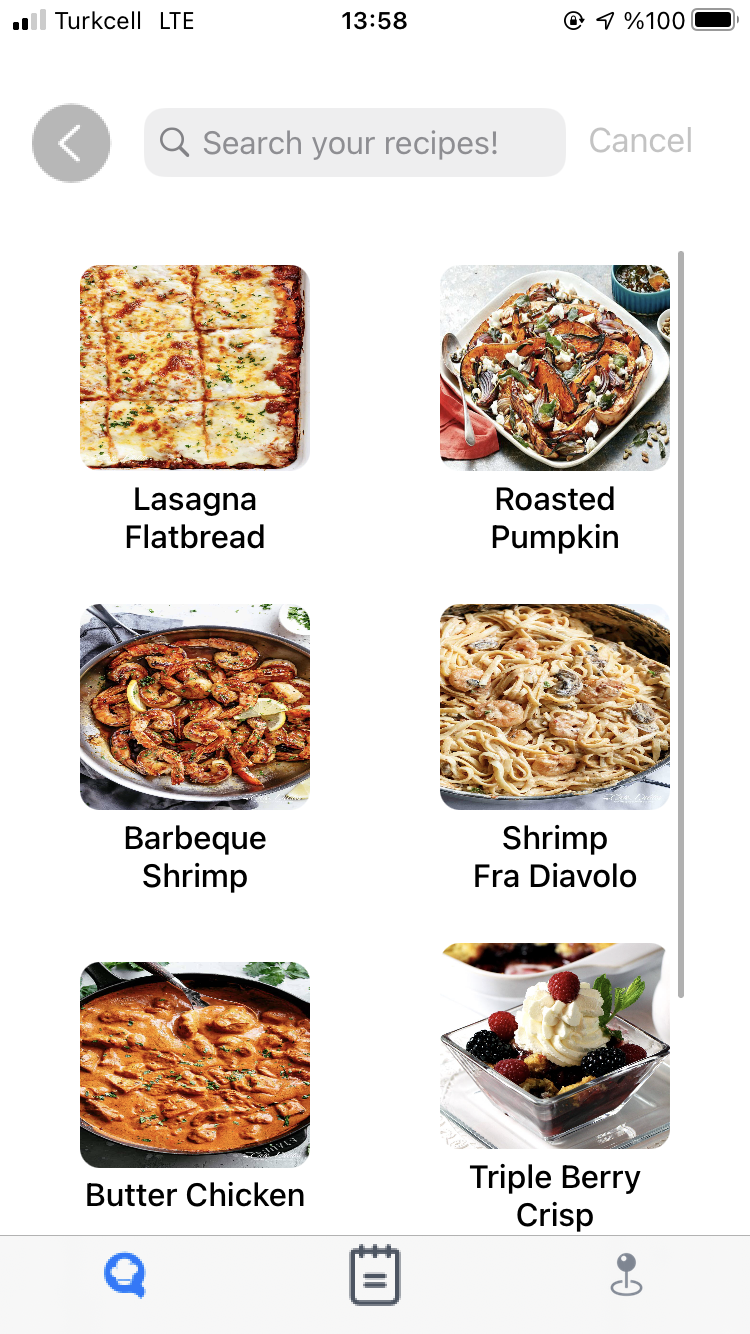 Turkcell LTE 13:58 %100
Search your recipes! Cancel
Lasagna
Flatbread
Roasted
Pumpkin
Barbeque
Shrimp
Shrimp
Fra Diavolo
Butter Chicken
Triple Berry
Crisp